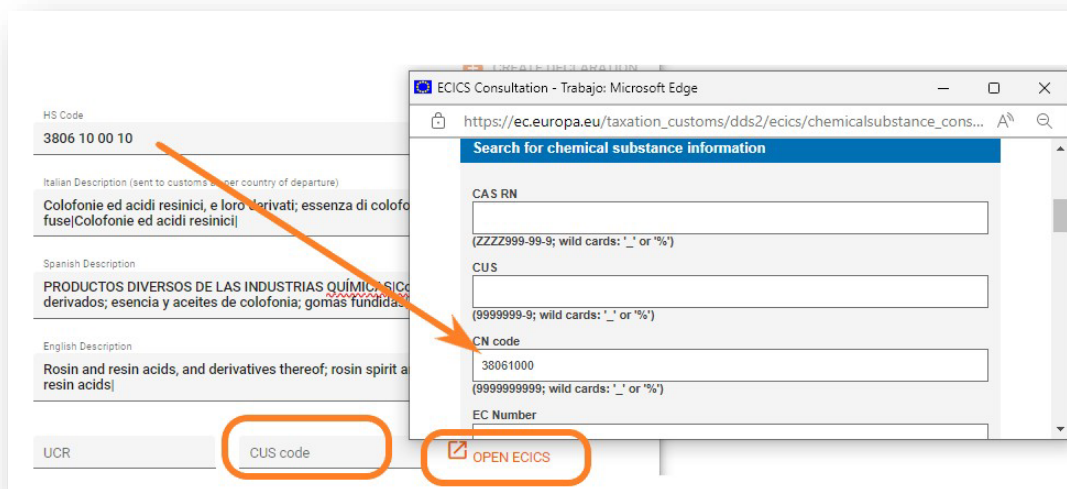 CREATE DECLARATION
HS Code
3806 10 00 10
Italian Description (sent to customs as per country of departure)
Colofonie ed acidi resinici, e loro derivati; essenza di colofo
fuse|Colofonie ed acidi resinici|
Spanish Description
PRODUCTOS DIVERSOS DE LAS INDUSTRIAS QUÍMICAS|Co
derivados; esencia y aceites de colofonia; gomas fundidas
English Description
Rosin and resin acids, and derivatives thereof; rosin spirit a
resin acids|
UCR
CUS code
OPEN ECICS
ECICS Consultation - Trabajo: Microsoft Edge
https://ec.europa.eu/taxation_customs/dds2/ecics/chemicalsubstance_cons...
Search for chemical substance information
CAS RN
(ZZZZ999-99-9; wild cards: '_' or '%')
CUS
(9999999-9; wild cards: '_' or '%')
CN code
38061000
(9999999999; wild cards: '_' or '%')
EC Number